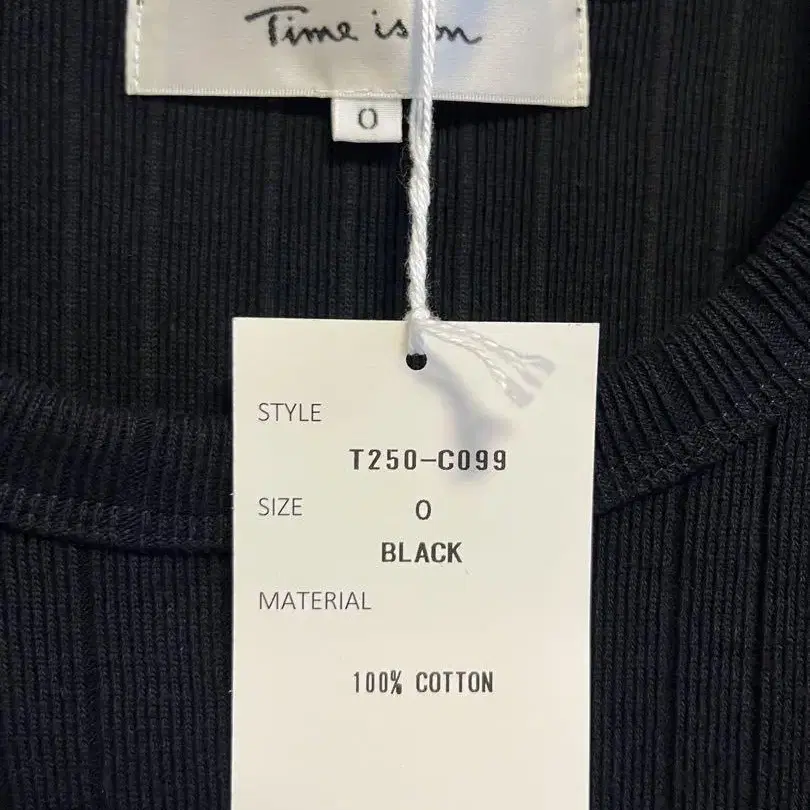 Time is on
0
STYLE
T250-C099
SIZE
0
BLACK
MATERIAL
100% COTTON